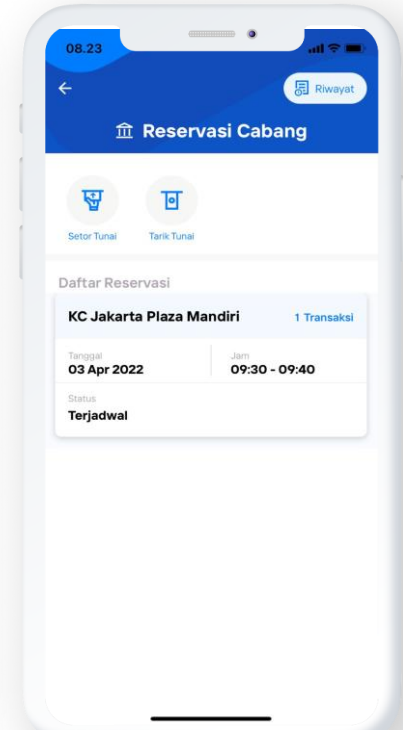 08.23
Riwayat
Reservasi Cabang
Setor Tunai
Tarik Tunai
Daftar Reservasi
KC Jakarta Plaza Mandiri
1 Transaksi
Tanggal
Jam
03 Apr 2022
09:30 - 09:40
Status
Terjadwal